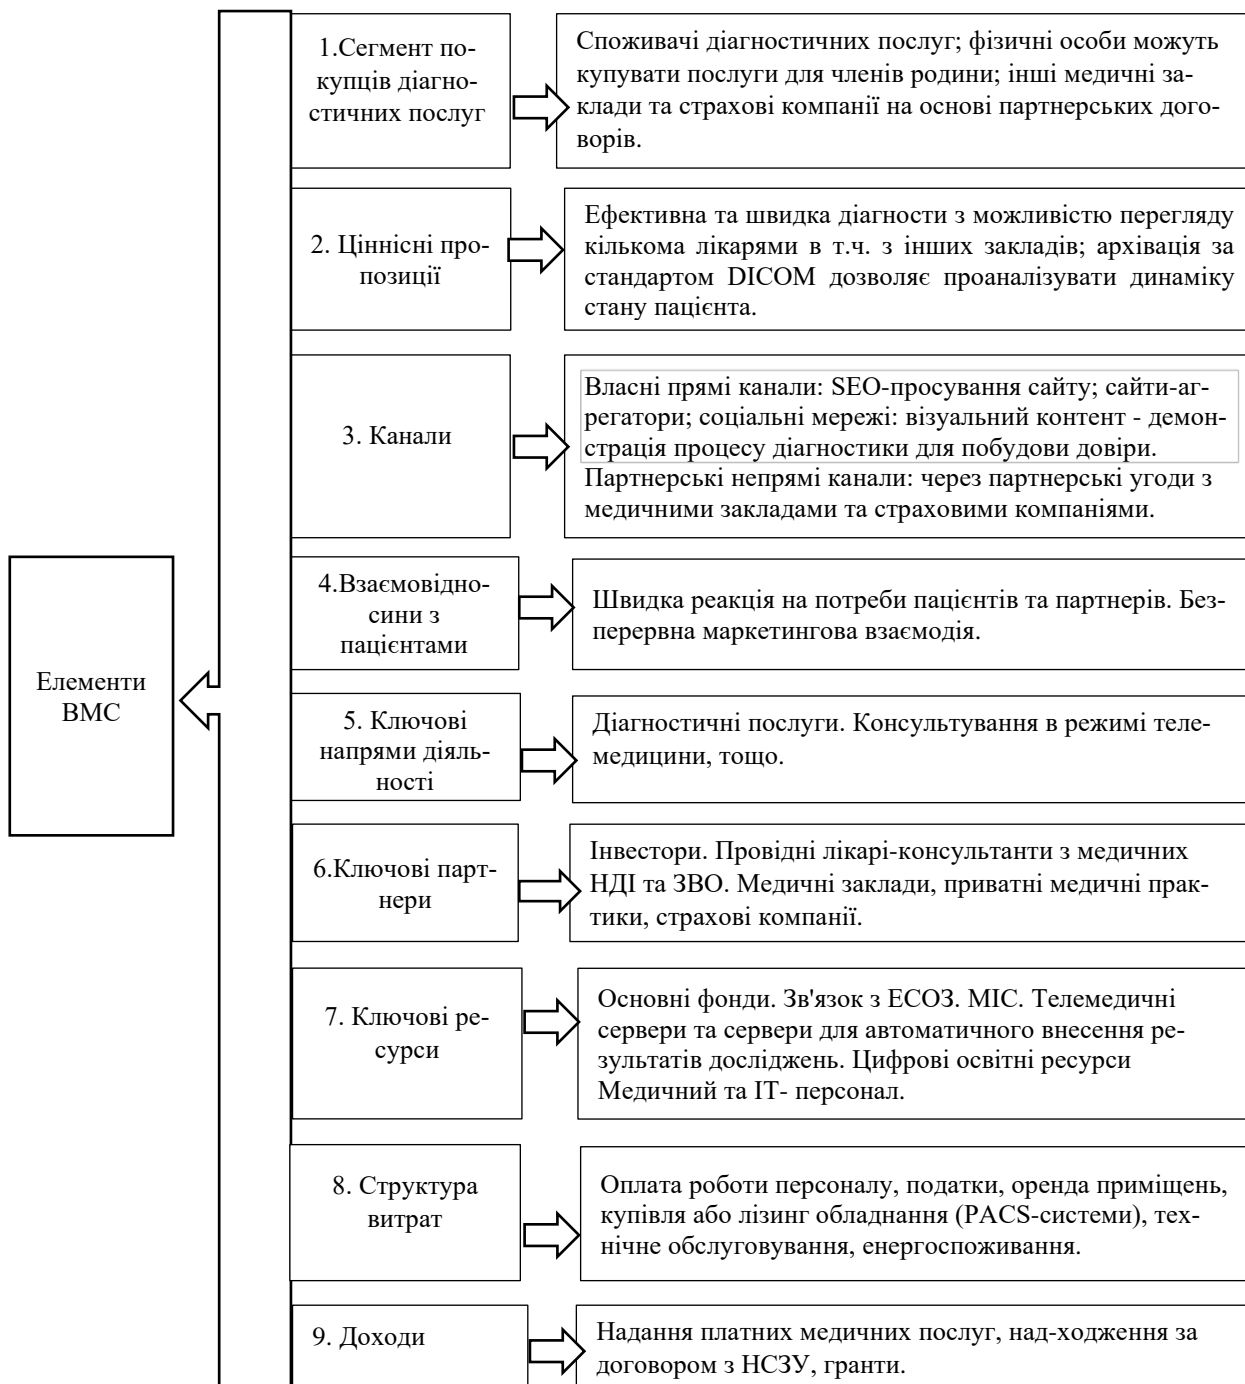 1.Сегмент по-
купців діагно-
стичних послуг
Споживачі діагностичних послуг; фізичні особи можуть
купувати послуги для членів родини; інші медичні за-
клади та страхові компанії на основі партнерських дого-
ворів.
2. Ціннісні про-
позиції
Ефективна та швидка діагности з можливістю перегляду
кількома лікарями в т.ч. з інших закладів; архівація за
стандартом DICOM дозволяє проаналізувати динаміку
стану пацієнта.
3. Канали
Власні прямі канали: SEO-просування сайту; сайти-аг-
регатори; соціальні мережі: візуальний контент - демон-
страція процесу діагностики для побудови довіри.
Партнерські непрямі канали: через партнерські угоди з
медичними закладами та страховими компаніями.
4.Взаємовідно-
сини з
пацієнтами
Швидка реакція на потреби пацієнтів та партнерів. Без-
перервна маркетингова взаємодія.
Елементи
ВМС
5. Ключові
напрями діяль-
ності
Діагностичні послуги. Консультування в режимі теле-
медицини, тощо.
6.Ключові парт-
нери
Інвестори. Провідні лікарі-консультанти з медичних
НДІ та ЗВО. Медичні заклади, приватні медичні прак-
тики, страхові компанії.
7. Ключові ре-
сурси
Основні фонди. Зв'язок з ЕСОЗ. МІС. Телемедичні
сервери та сервери для автоматичного внесення ре-
зультатів досліджень. Цифрові освітні ресурси
Медичний та ІТ- персонал.
8. Структура
витрат
Оплата роботи персоналу, податки, оренда приміщень,
купівля або лізинг обладнання (PACS-системи), тех-
нічне обслуговування, енергоспоживання.
9. Доходи
Надання платних медичних послуг, над-ходження за
договором з НСЗУ, гранти.